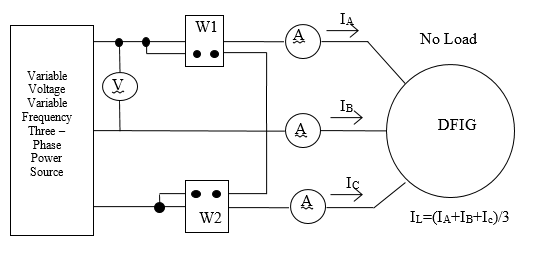 Variable
Voltage
Variable
Frequency
Three –
Phase
Power
Source
W1
V
A
IA
No Load
A
IB
DFIG
W2
A
IC
IL=(IA+IB+Ic)/3